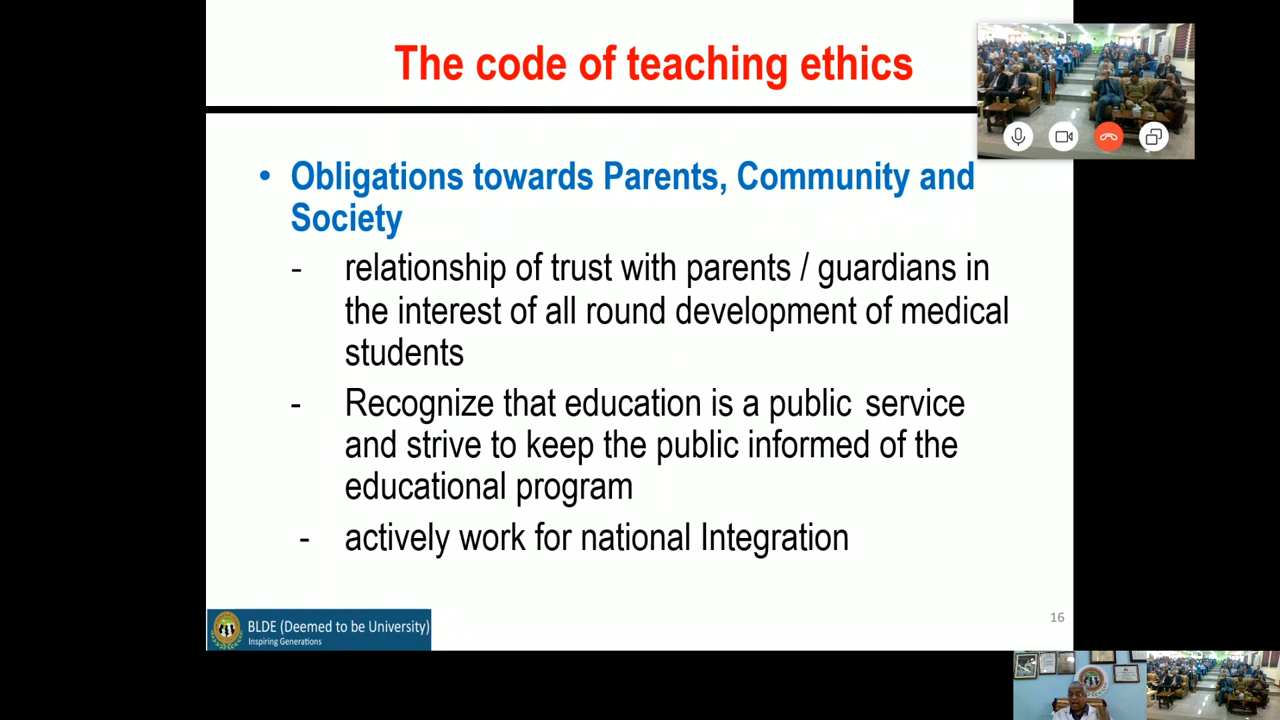 The code of teaching ethics
• Obligations towards Parents, Community and
Society
- relationship of trust with parents / guardians in
the interest of all round development of medical
students
- Recognize that education is a public service
and strive to keep the public informed of the
educational program
- actively work for national Integration
BLDE (Deemed to be University)
Inspiring Generations
16